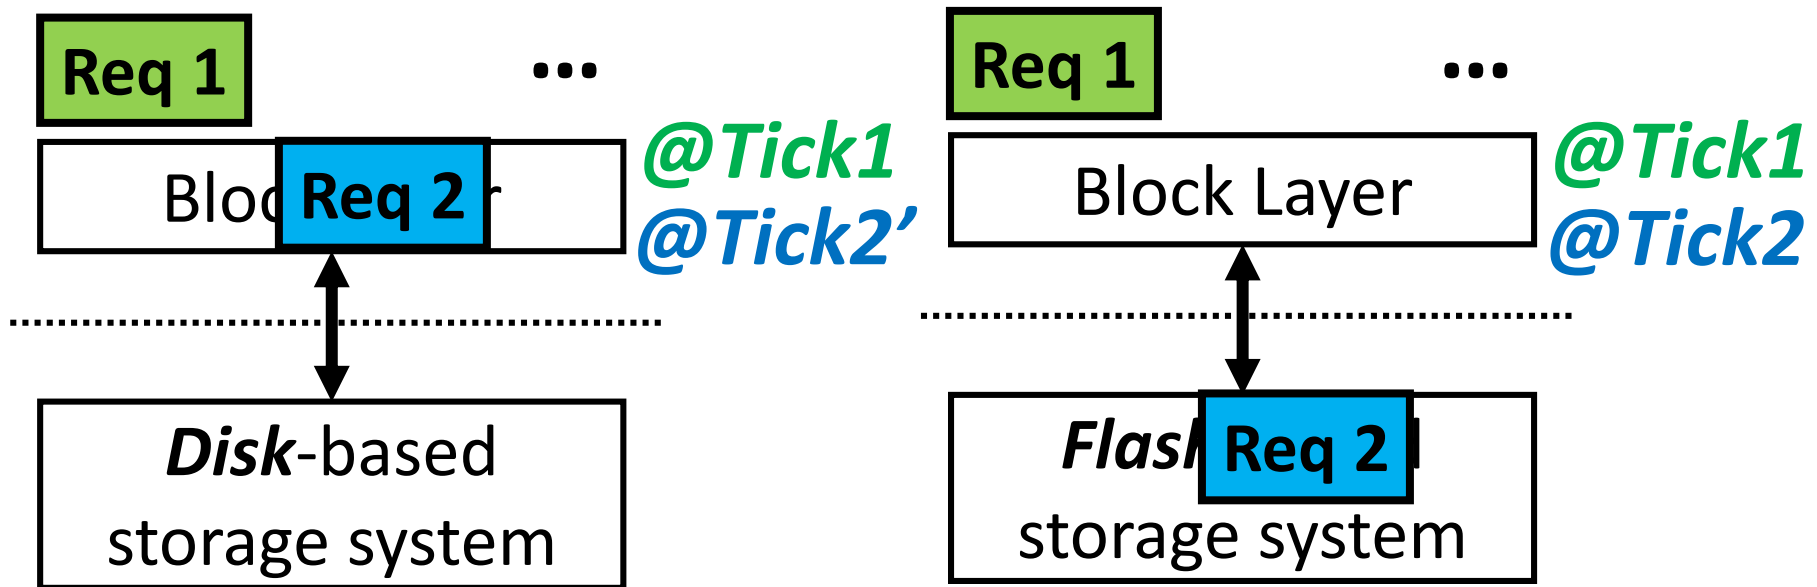 Req 1
...
Bloc
r
Req 2
@Tick1
@Tick2’
Disk-based
storage system
Req 1
...
Block Layer
@Tick1
@Tick2
Flash
Req 2
storage system